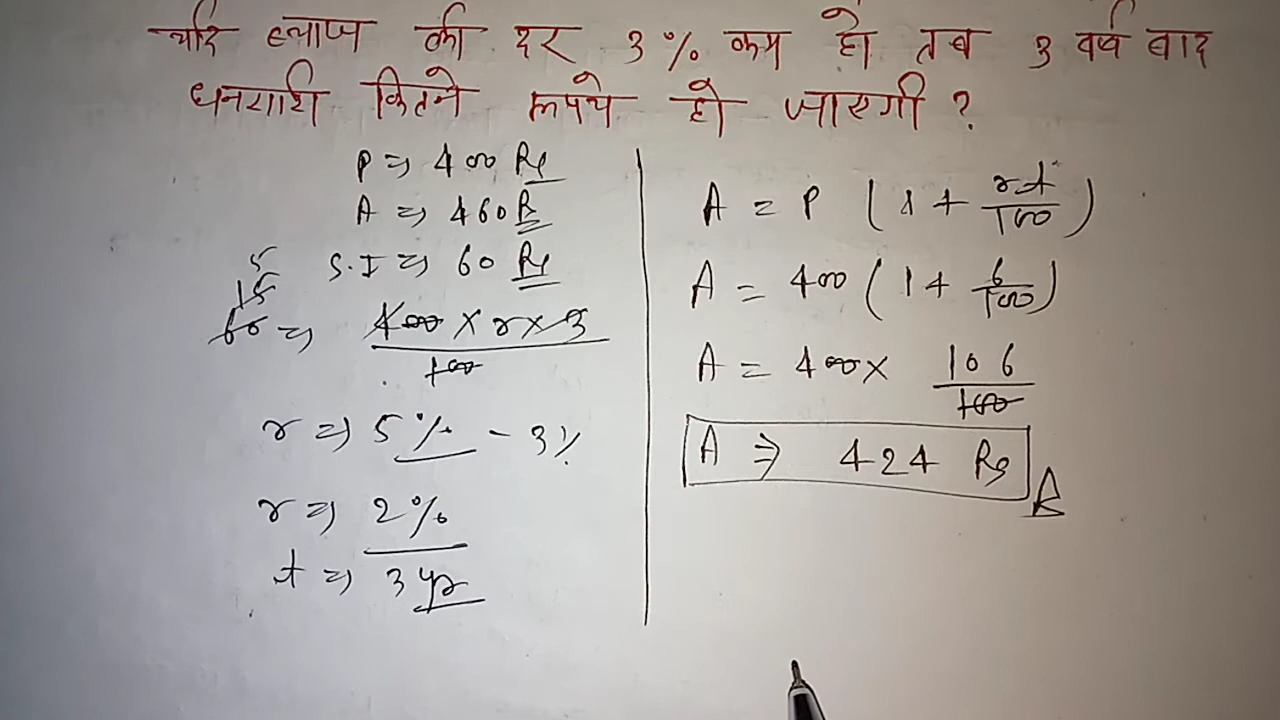 यदि ब्याज की दर 3% कम हो तब 3 वर्ष बाद
धनराशि कितने रूपये हो जाएगी ?
P => 400 Rs
A => 460 Rs
S.I => 60 Rs
5
15
60 => 400 × r × 3 / 100
r => 5% - 3%
r => 2%
t => 3 yr
A = P (1 + rt/100)
A = 400 (1 + 6/100)
A = 400 × 106/100
A => 424 Rs
A